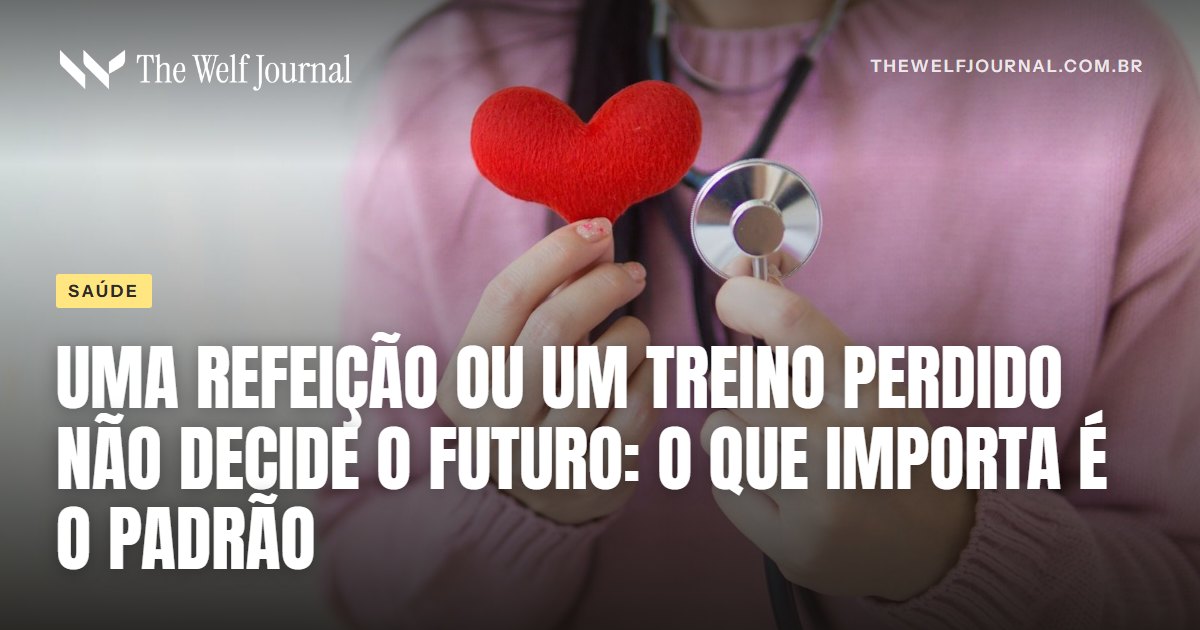 The Welf Journal
THEWELFJOURNAL.COM.BR
SAÚDE
UMA REFEIÇÃO OU UM TREINO PERDIDO
NÃO DECIDE O FUTURO: O QUE IMPORTA É
O PADRÃO